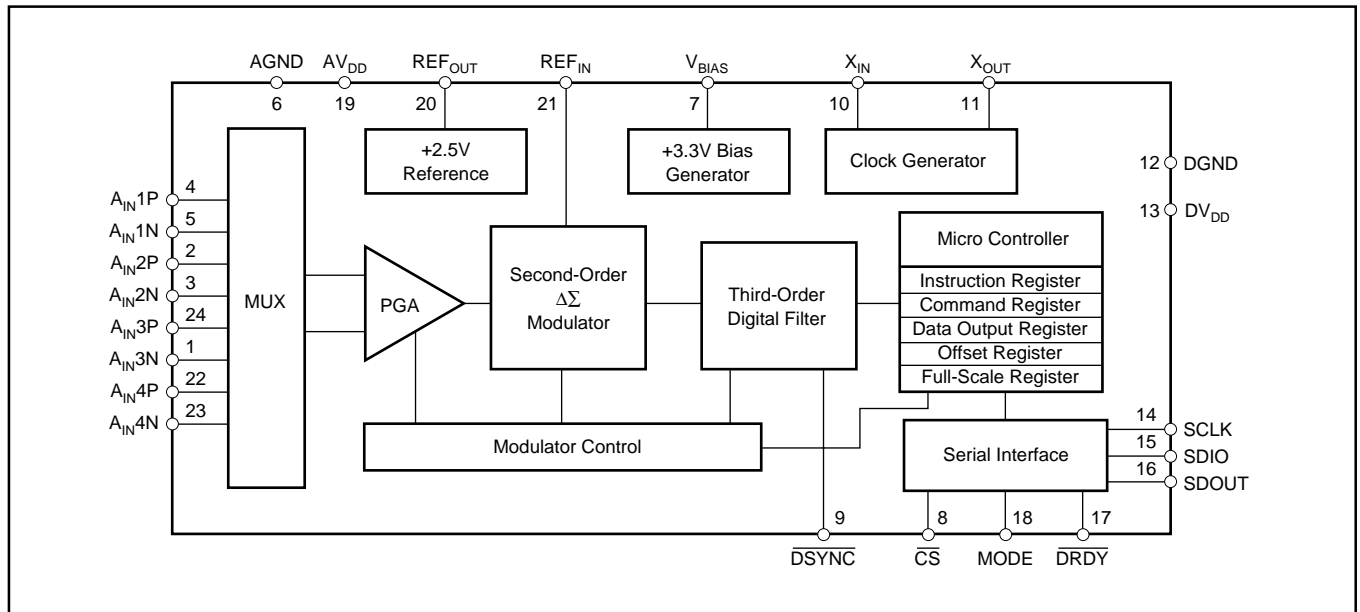 AGND
AVDD
REFOUT
REFIN
VBIAS
XIN
XOUT
6
19
20
21
7
10
11
+2.5V
Reference
+3.3V Bias
Generator
Clock Generator
12
DGND
13
DVDD
AIN1P
4
AIN1N
5
AIN2P
2
AIN2N
3
AIN3P
24
AIN3N
1
AIN4P
22
AIN4N
23
MUX
PGA
Second-Order
ΔΣ
Modulator
Third-Order
Digital Filter
Micro Controller
Instruction Register
Command Register
Data Output Register
Offset Register
Full-Scale Register
Modulator Control
Serial Interface
14
SCLK
15
SDIO
16
SDOUT
9
8
18
17
DSYNC
CS
MODE
DRDY